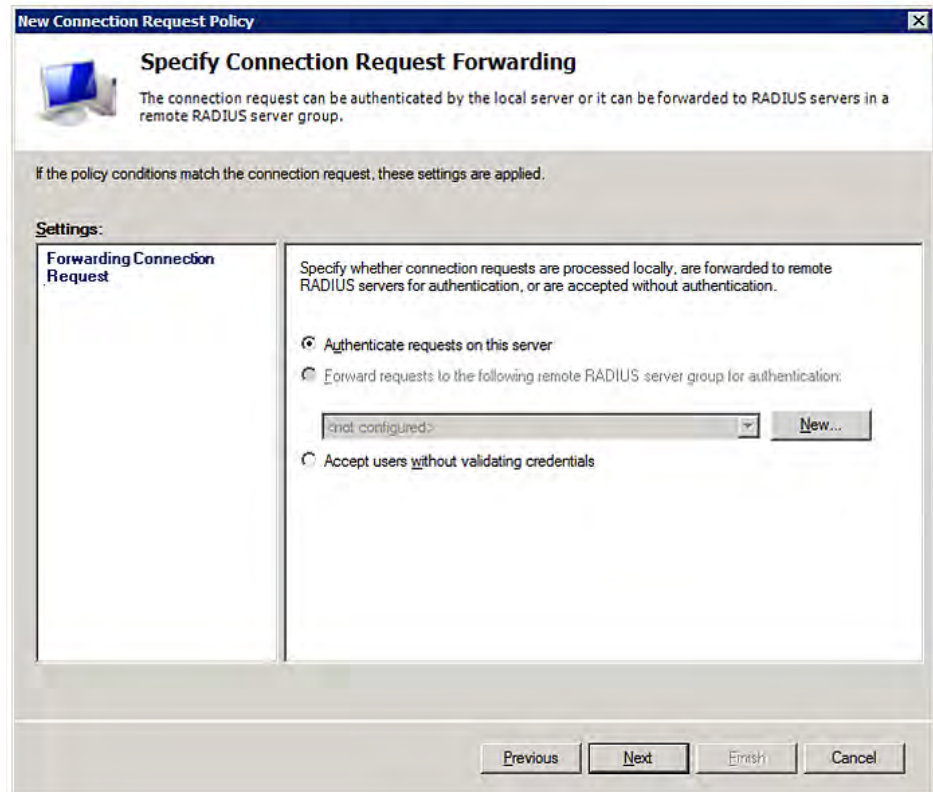 New Connection Request Policy
Specify Connection Request Forwarding
The connection request can be authenticated by the local server or it can be forwarded to RADIUS servers in a
remote RADIUS server group.
If the policy conditions match the connection request, these settings are applied.
Settings:
Forwarding Connection
Request
Specify whether connection requests are processed locally, are forwarded to remote
RADIUS servers for authentication, or are accepted without authentication.
Authenticate requests on this server
Forward requests to the following remote RADIUS server group for authentication:
<not configured>
New...
Accept users without validating credentials
Previous
Next
Finish
Cancel